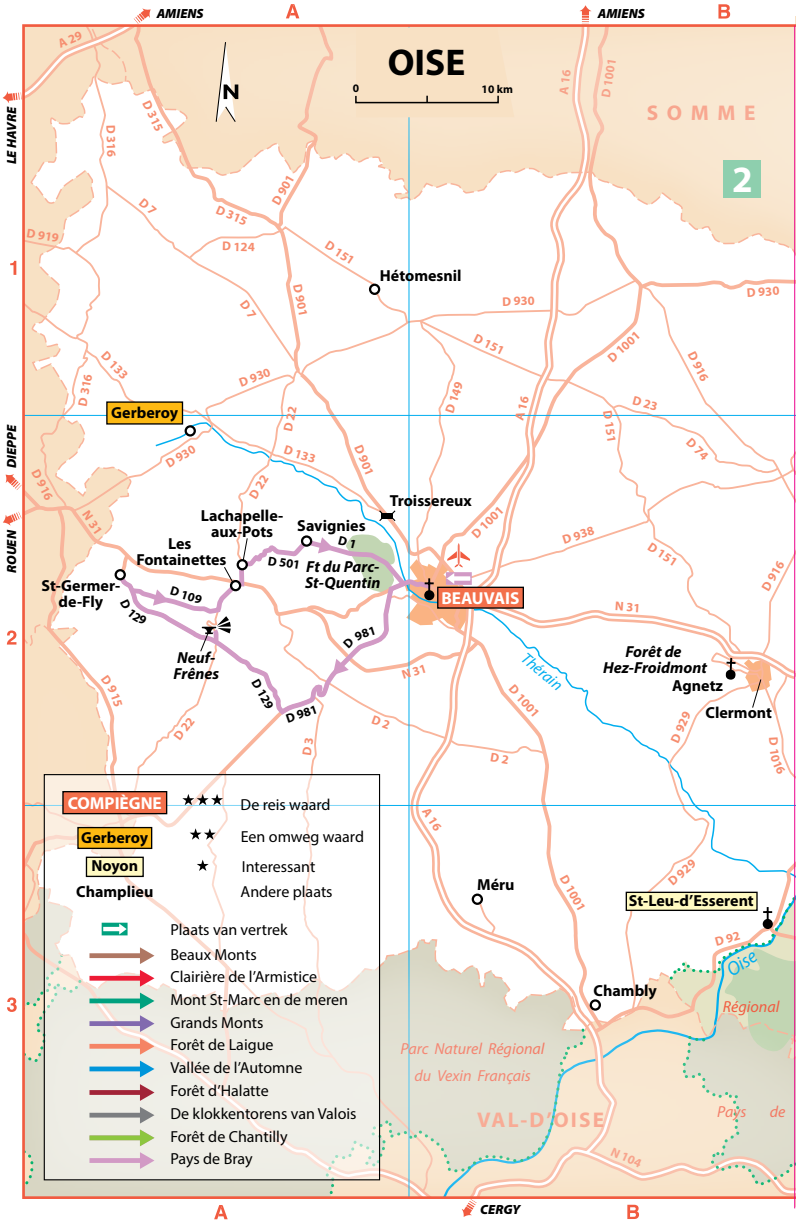 AMIENS
A
AMIENS
B
A 29
OISE
N
0
10 km
A 16
D 1001
SOMME
2
LE HAVRE
D 315
D 316
D 901
D 7
D 315
D 919
D 124
D 151
1
Hétomesnil
D 901
D 930
D 930
D 7
D 151
D 1001
D 133
D 316
D 930
D 149
D 916
A 16
D 23
Gerberoy
D 22
D 151
DIEPPE
D 930
D 133
D 901
D 74
D 916
D 22
Troissereux
N 31
Lachapelle-
aux-Pots
Savignies
D 1
D 1001
D 938
D 151
ROUEN
Les
Fontainettes
D 501
Ft du Parc-
St-Quentin
D 916
St-Germer-
de-Fly
D 109
BEAUVAIS
N 31
D 129
2
D 981
Neuf-
Frênes
Thérain
Forêt de
Hez-Froidmont
N 31
Agnetz
D 915
D 129
D 981
D 1001
Clermont
D 22
D 3
D 2
D 2
D 929
D 1016
COMPIÈGNE
★★★
De reis waard
A 16
Gerberoy
★★
Een omweg waard
Noyon
★
Interessant
D 929
Champlieu
Andere plaats
Méru
D 1001
St-Leu-d'Esserent
Plaats van vertrek
D 92
Beaux Monts
Oise
Clairière de l'Armistice
Chambly
3
Mont St-Marc en de meren
Régional
Grands Monts
Forêt de Laigue
Parc Naturel Régional
du Vexin Français
Vallée de l'Automne
Forêt d'Halatte
De klokkentorens van Valois
VAL-D'OISE
Pays de
Forêt de Chantilly
Pays de Bray
N 104
A
CERGY
B